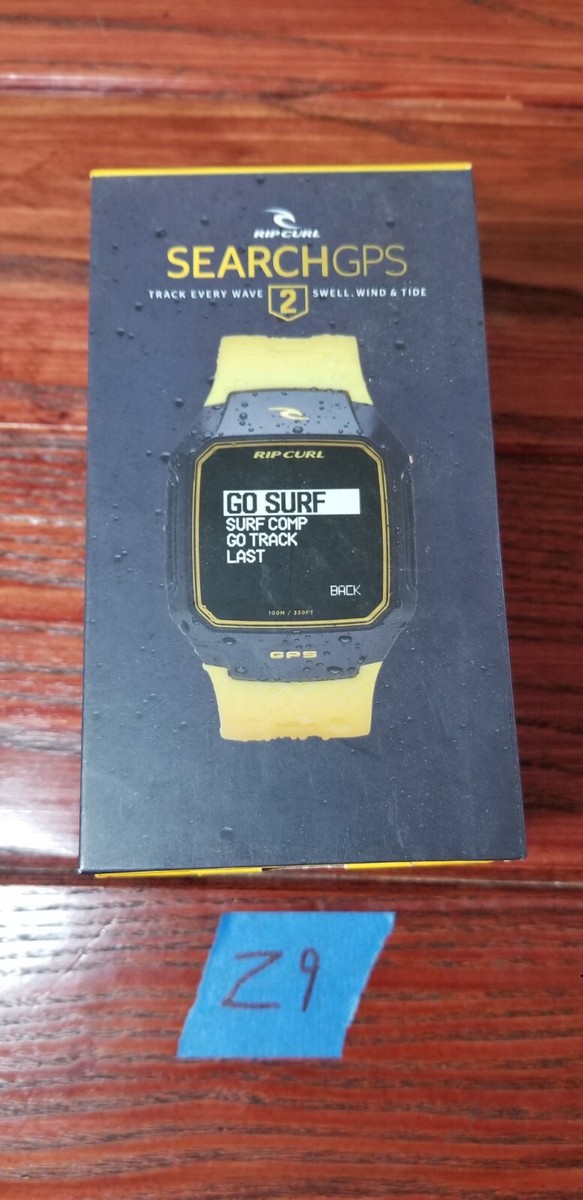 RIP CURL
SEARCHGPS
TRACK EVERY WAVE 2 SWELL, WIND & TIDE
RIP CURL
GO SURF
SURF COMP
GO TRACK
LAST
BACK
100M / 330FT
GPS
Z9